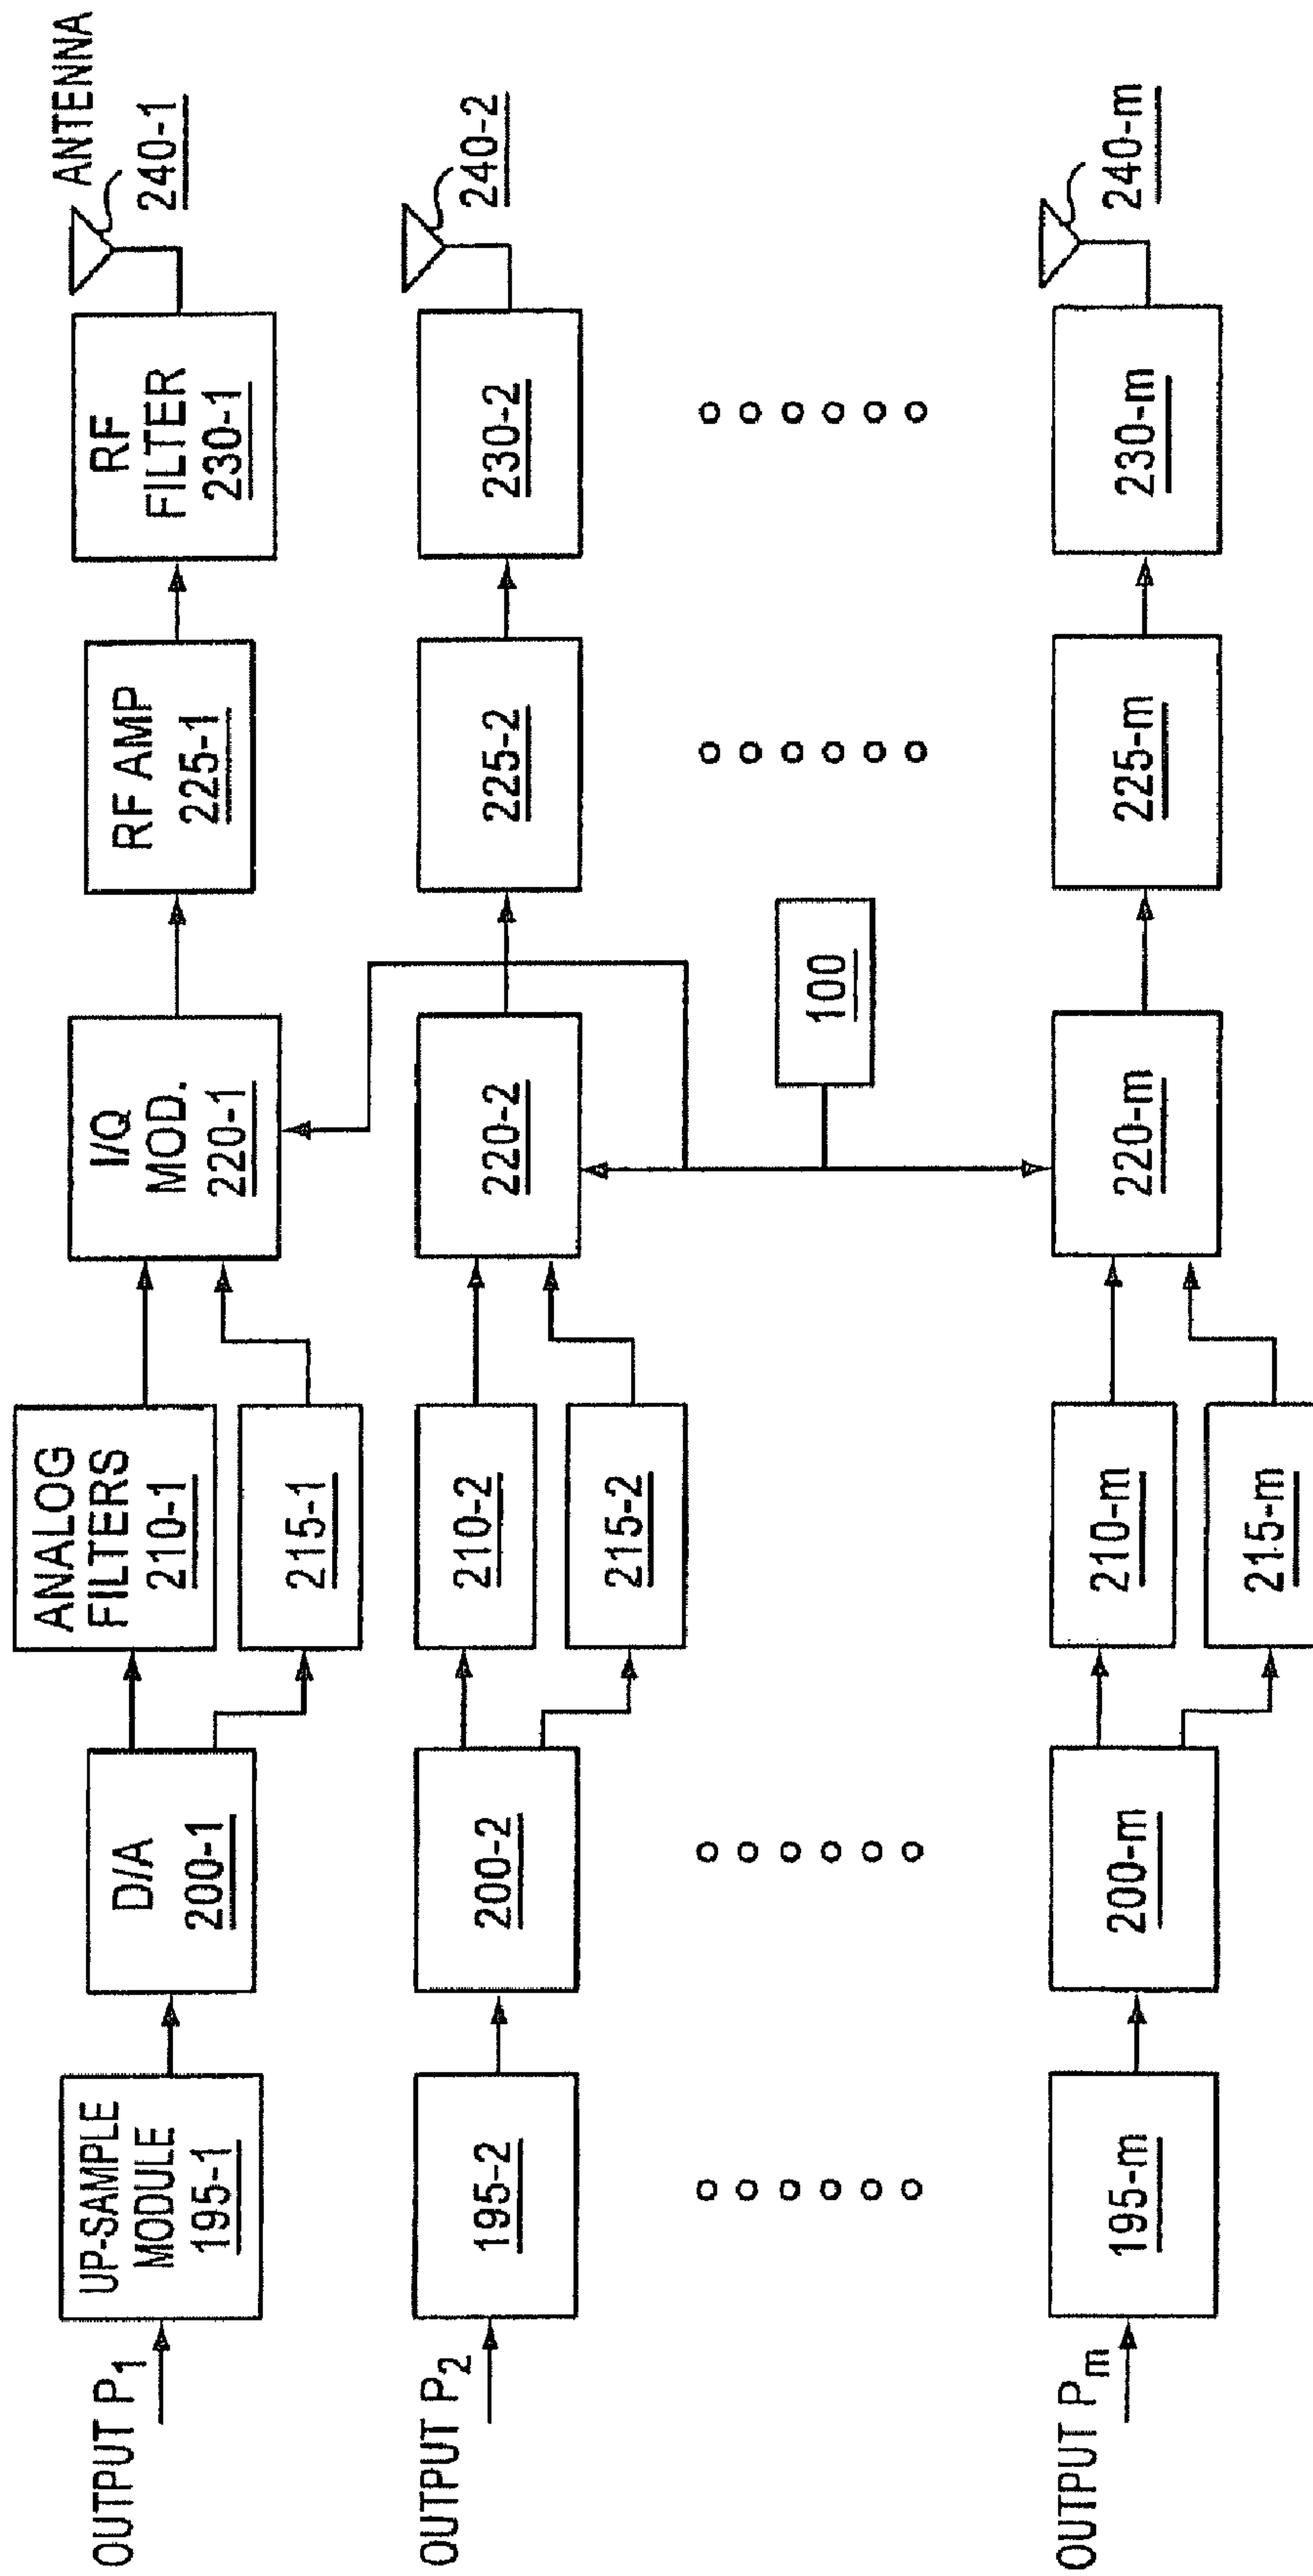 OUTPUT P1
UP-SAMPLE
MODULE
195-1
D/A
200-1
ANALOG
FILTERS
210-1
215-1
I/Q
MOD.
220-1
RF AMP
225-1
RF
FILTER
230-1
ANTENNA
240-1
OUTPUT P2
195-2
200-2
210-2
215-2
220-2
225-2
230-2
240-2
100
OUTPUT Pm
195-m
200-m
210-m
215-m
220-m
225-m
230-m
240-m